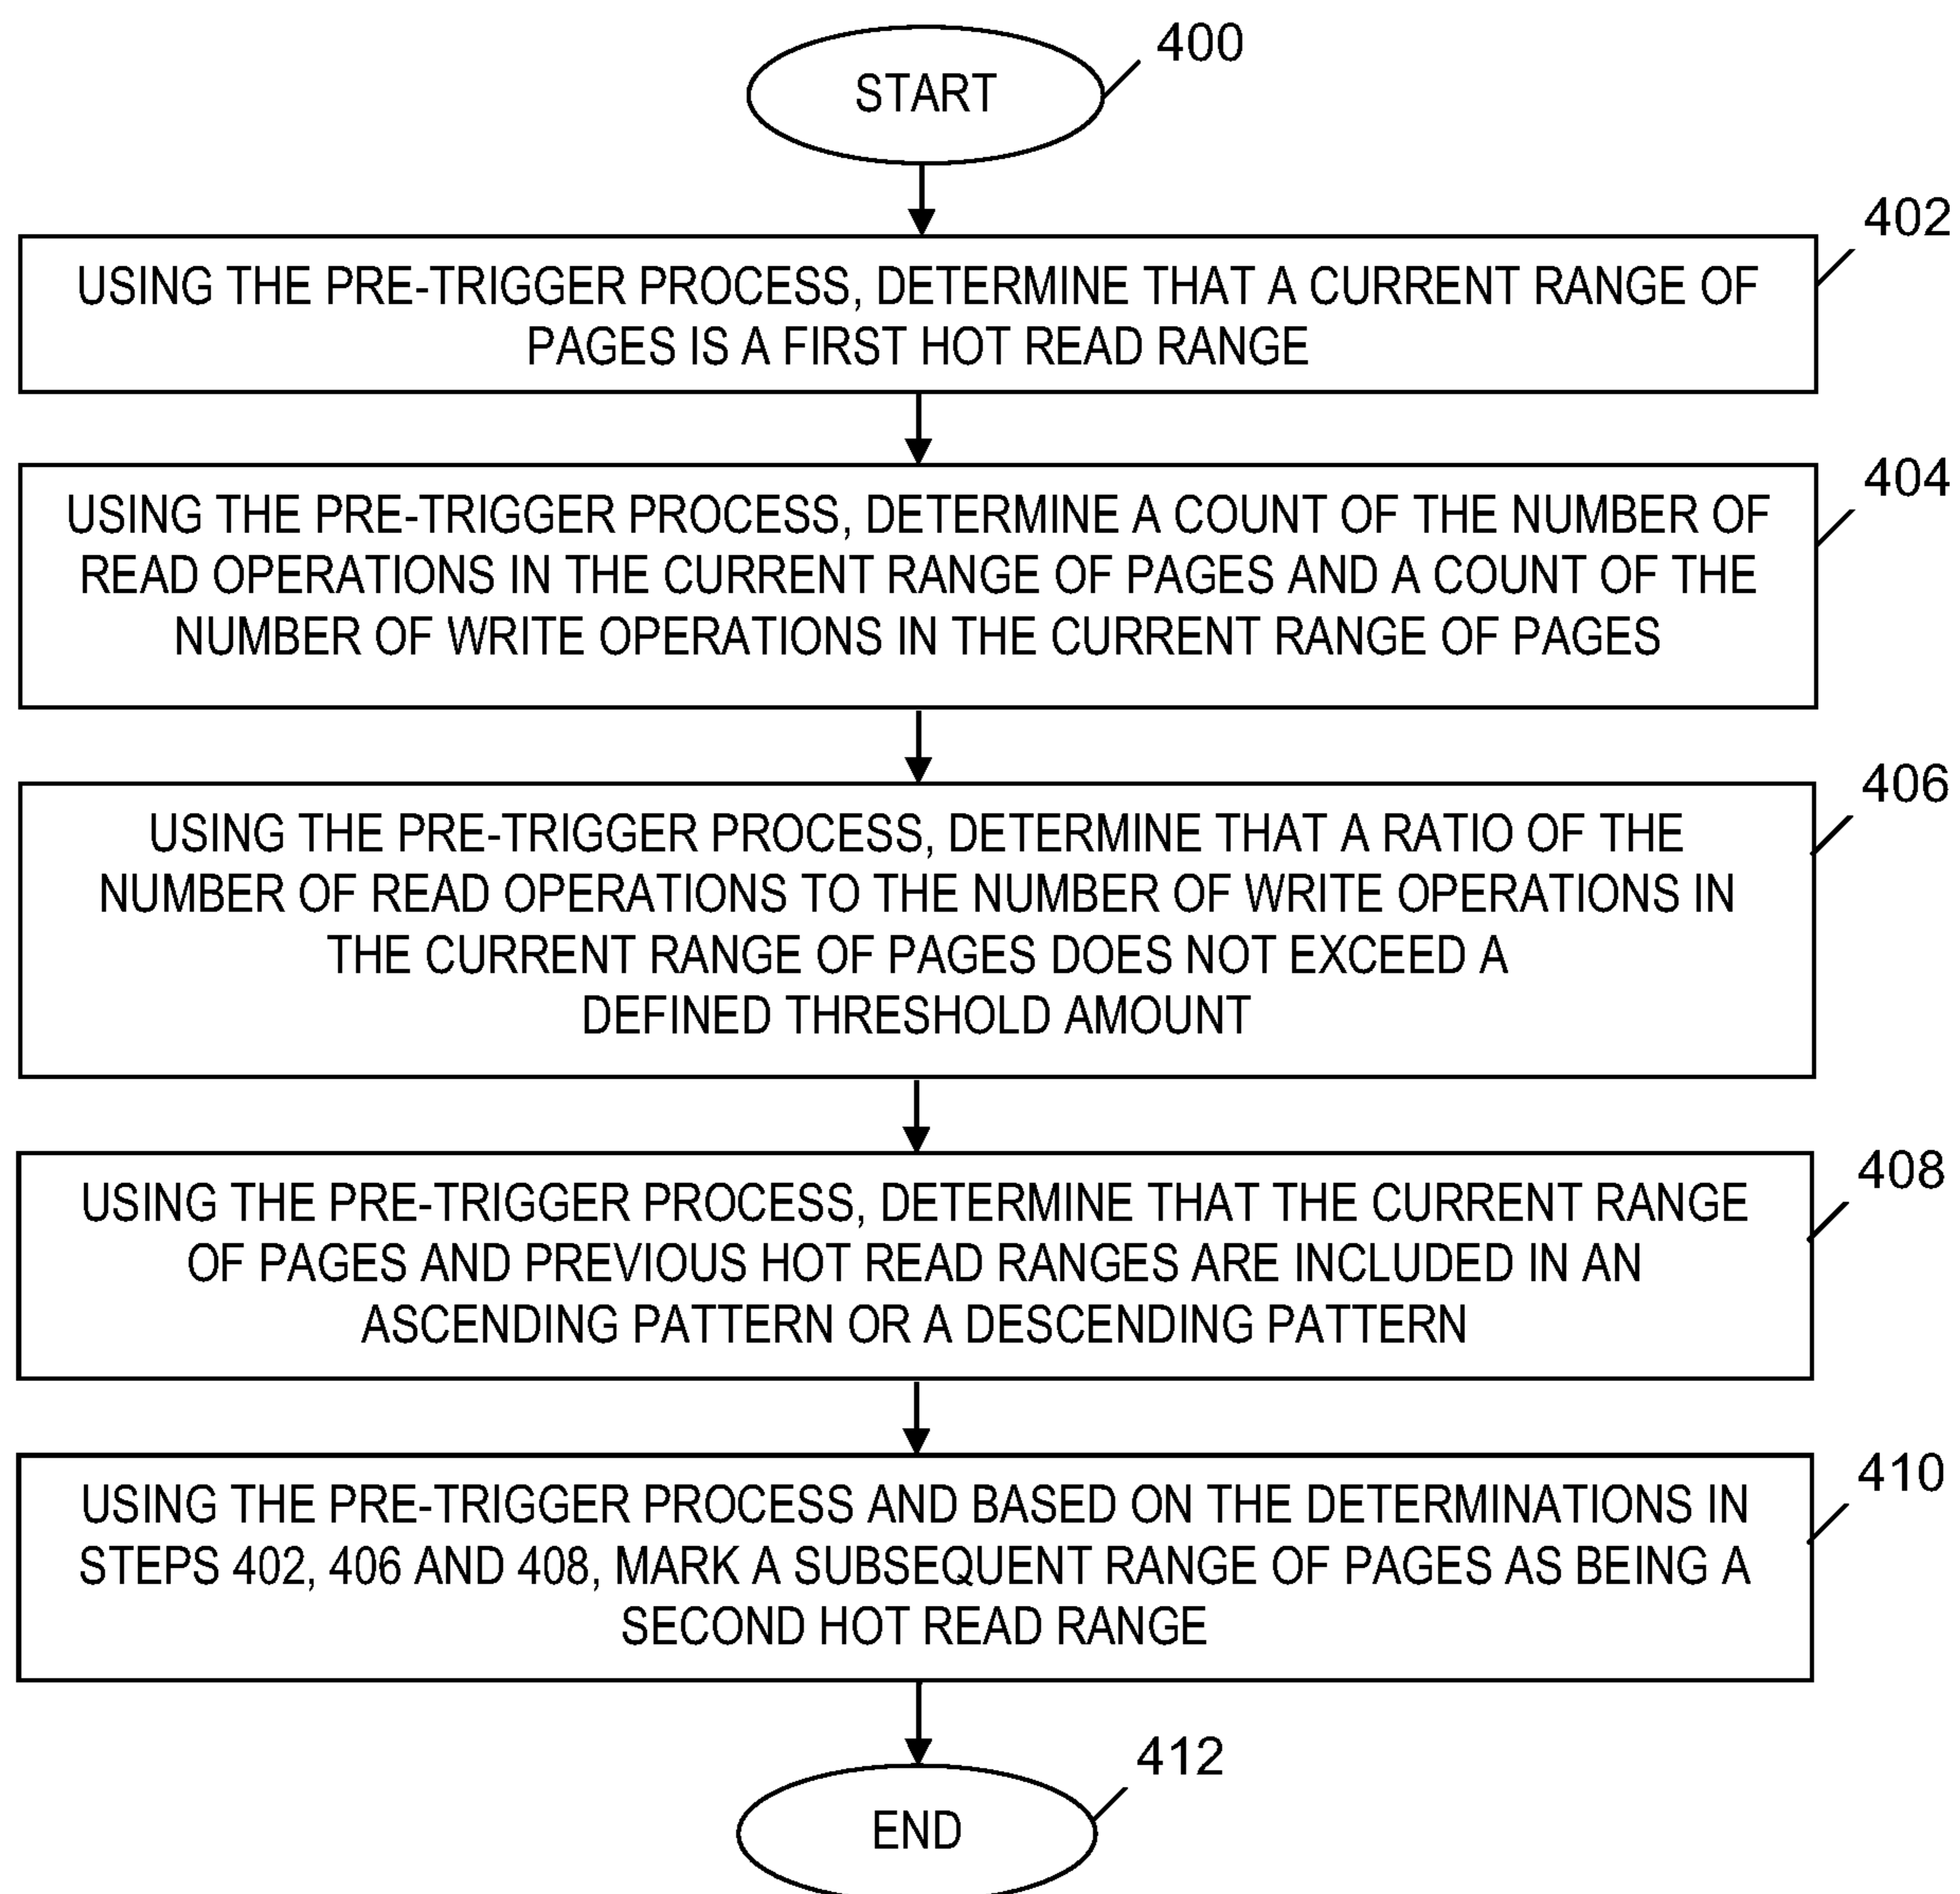 400
START
402
USING THE PRE-TRIGGER PROCESS, DETERMINE THAT A CURRENT RANGE OF
PAGES IS A FIRST HOT READ RANGE
404
USING THE PRE-TRIGGER PROCESS, DETERMINE A COUNT OF THE NUMBER OF
READ OPERATIONS IN THE CURRENT RANGE OF PAGES AND A COUNT OF THE
NUMBER OF WRITE OPERATIONS IN THE CURRENT RANGE OF PAGES
406
USING THE PRE-TRIGGER PROCESS, DETERMINE THAT A RATIO OF THE
NUMBER OF READ OPERATIONS TO THE NUMBER OF WRITE OPERATIONS IN
THE CURRENT RANGE OF PAGES DOES NOT EXCEED A
DEFINED THRESHOLD AMOUNT
408
USING THE PRE-TRIGGER PROCESS, DETERMINE THAT THE CURRENT RANGE
OF PAGES AND PREVIOUS HOT READ RANGES ARE INCLUDED IN AN
ASCENDING PATTERN OR A DESCENDING PATTERN
410
USING THE PRE-TRIGGER PROCESS AND BASED ON THE DETERMINATIONS IN
STEPS 402, 406 AND 408, MARK A SUBSEQUENT RANGE OF PAGES AS BEING A
SECOND HOT READ RANGE
412
END